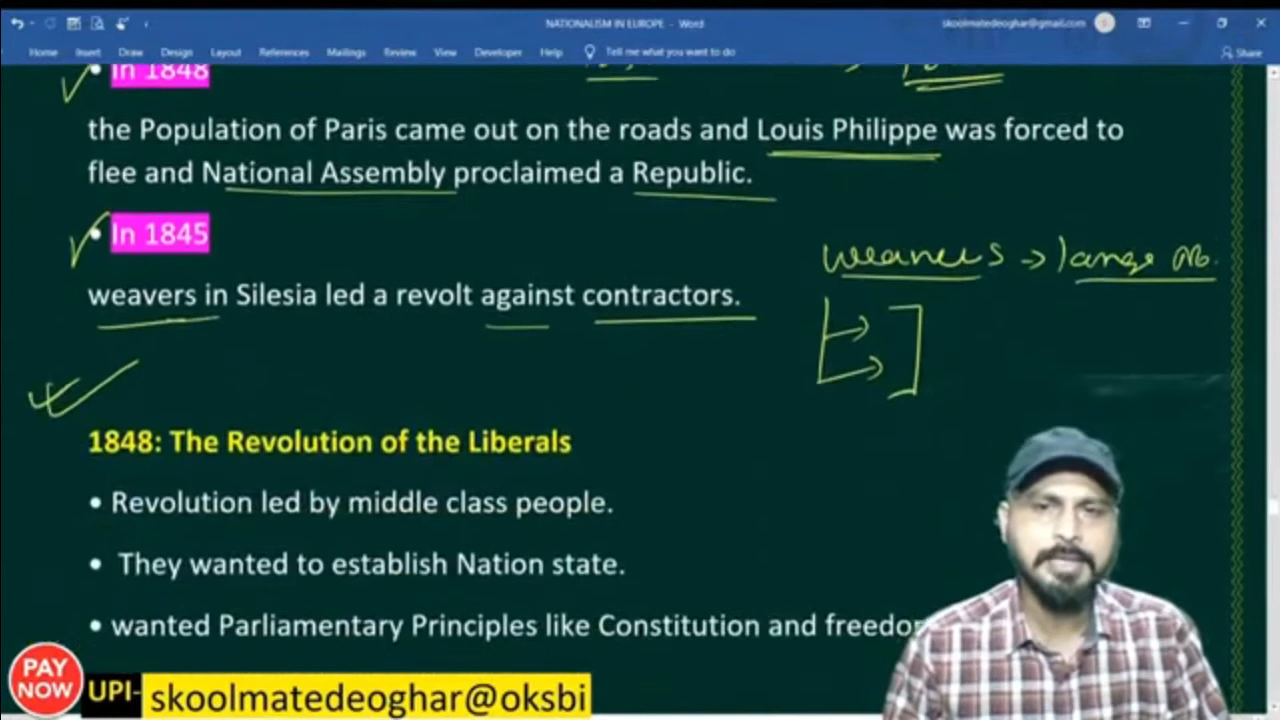 NATIONALISM IN EUROPE - Word
skoolmatedeoghar@gmail.com
Home Insert Draw Design Layout References Mailings Review View Developer Help Tell me what you want to do Share
• In 1848
the Population of Paris came out on the roads and Louis Philippe was forced to
flee and National Assembly proclaimed a Republic.
• In 1845
weavers → large no.
weavers in Silesia led a revolt against contractors.
1848: The Revolution of the Liberals
• Revolution led by middle class people.
• They wanted to establish Nation state.
• wanted Parliamentary Principles like Constitution and freedo
PAY
NOW
UPI- skoolmatedeoghar@oksbi